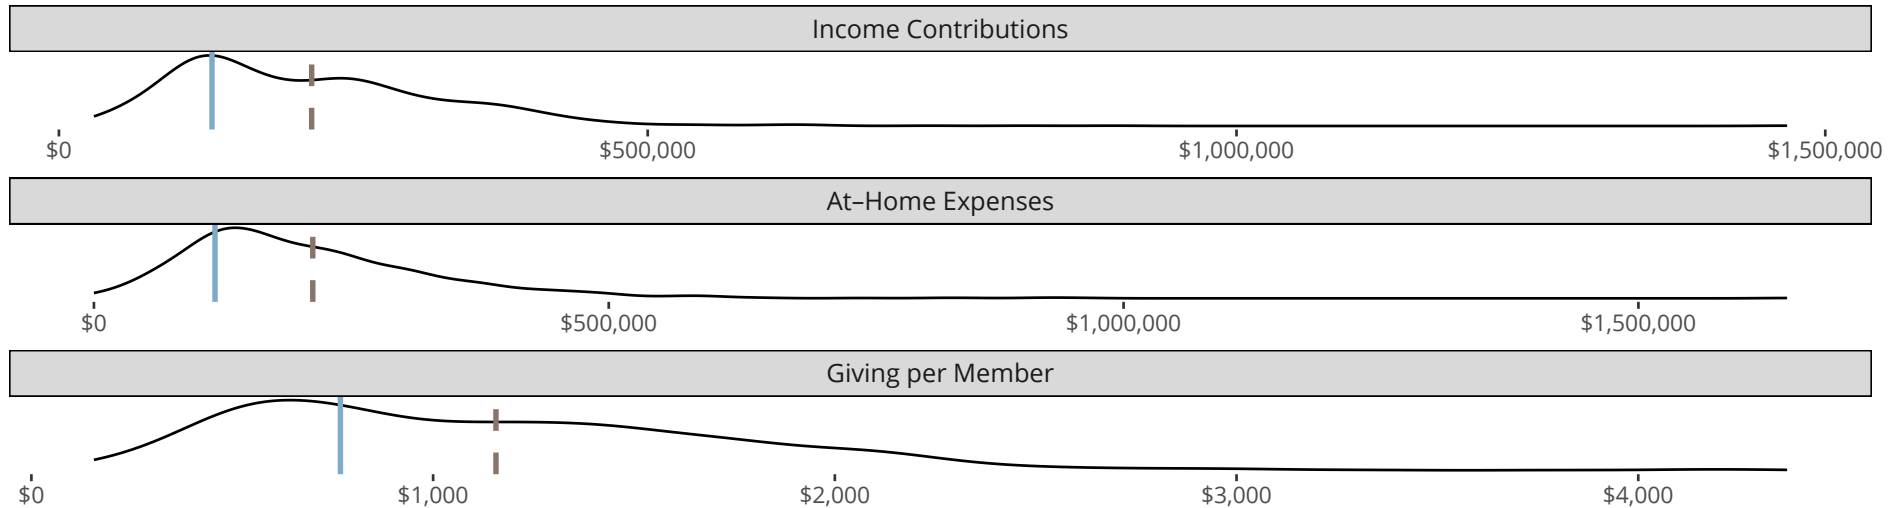 Income Contributions
$0 $500,000 $1,000,000 $1,500,000
At–Home Expenses
$0 $500,000 $1,000,000 $1,500,000
Giving per Member
$0 $1,000 $2,000 $3,000 $4,000